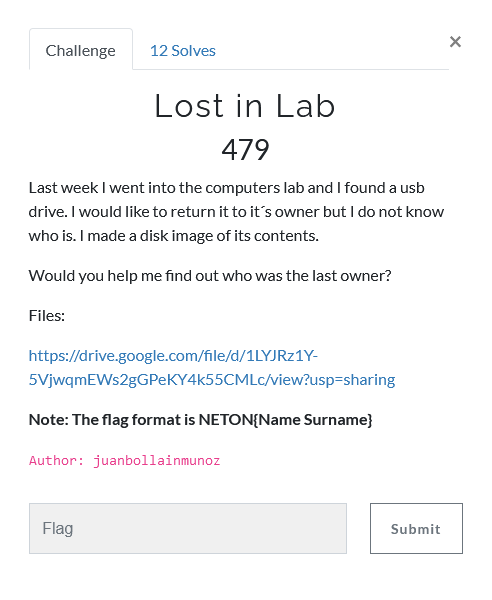 Challenge
12 Solves
×
Lost in Lab
479
Last week I went into the computers lab and I found a usb
drive. I would like to return it to it´s owner but I do not know
who is. I made a disk image of its contents.
Would you help me find out who was the last owner?
Files:
https://drive.google.com/file/d/1LYJRz1Y-
5VjwqmEWs2gGPeKY4k55CMLc/view?usp=sharing
Note: The flag format is NETON{Name Surname}
Author: juanbollainmunoz
Flag
Submit